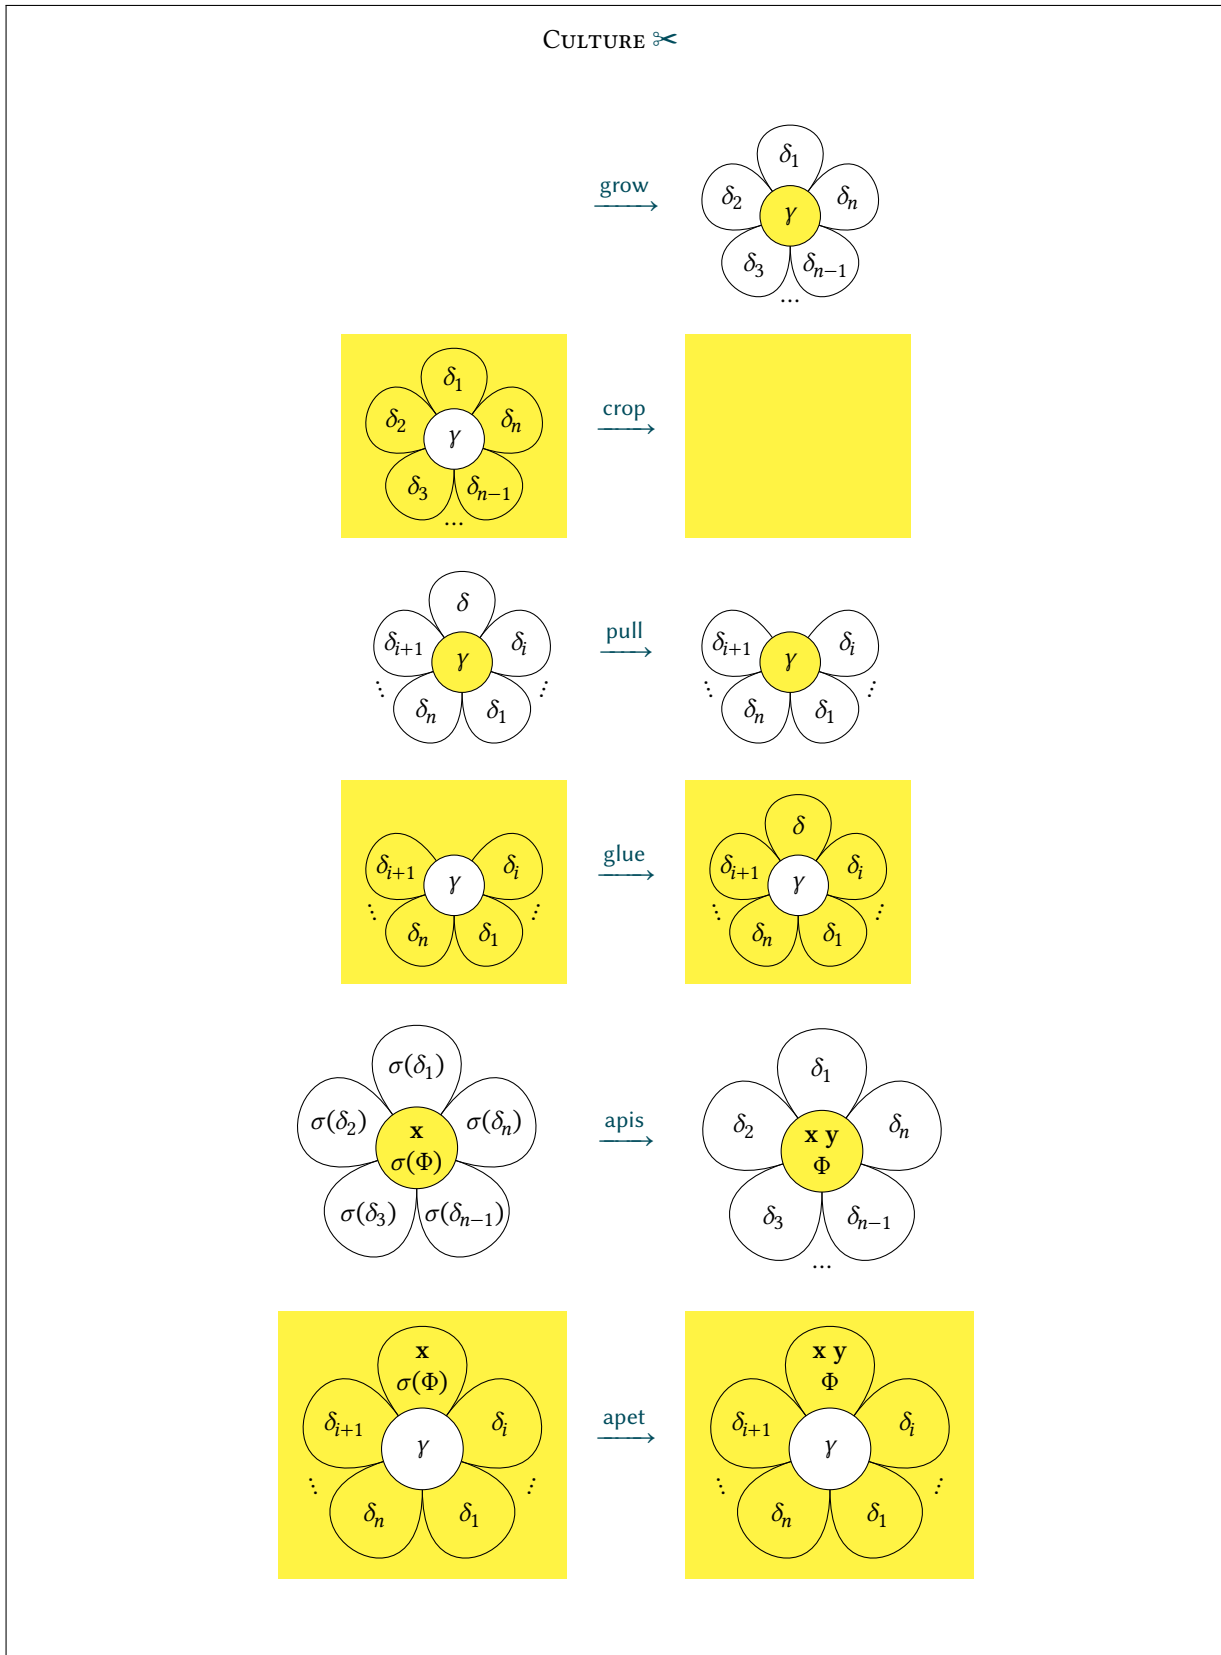 CULTURE ✂
grow
δ₁
δ₂ γ δₙ
δ₃ δₙ₋₁
...
crop
δ₁
δ₂ γ δₙ
δ₃ δₙ₋₁
...
pull
δ
δᵢ₊₁ γ δᵢ
⋮ δₙ δ₁ ⋮
δᵢ₊₁ γ δᵢ
⋮ δₙ δ₁ ⋮
glue
δᵢ₊₁ γ δᵢ
⋮ δₙ δ₁ ⋮
δ
δᵢ₊₁ γ δᵢ
⋮ δₙ δ₁ ⋮
apis
σ(δ₁)
σ(δ₂) x σ(δₙ)
σ(Φ)
σ(δ₃) σ(δₙ₋₁)
δ₁
δ₂ x y δₙ
Φ
δ₃ δₙ₋₁
...
apet
x
σ(Φ)
δᵢ₊₁ γ δᵢ
⋮ δₙ δ₁ ⋮
x y
Φ
δᵢ₊₁ γ δᵢ
⋮ δₙ δ₁ ⋮